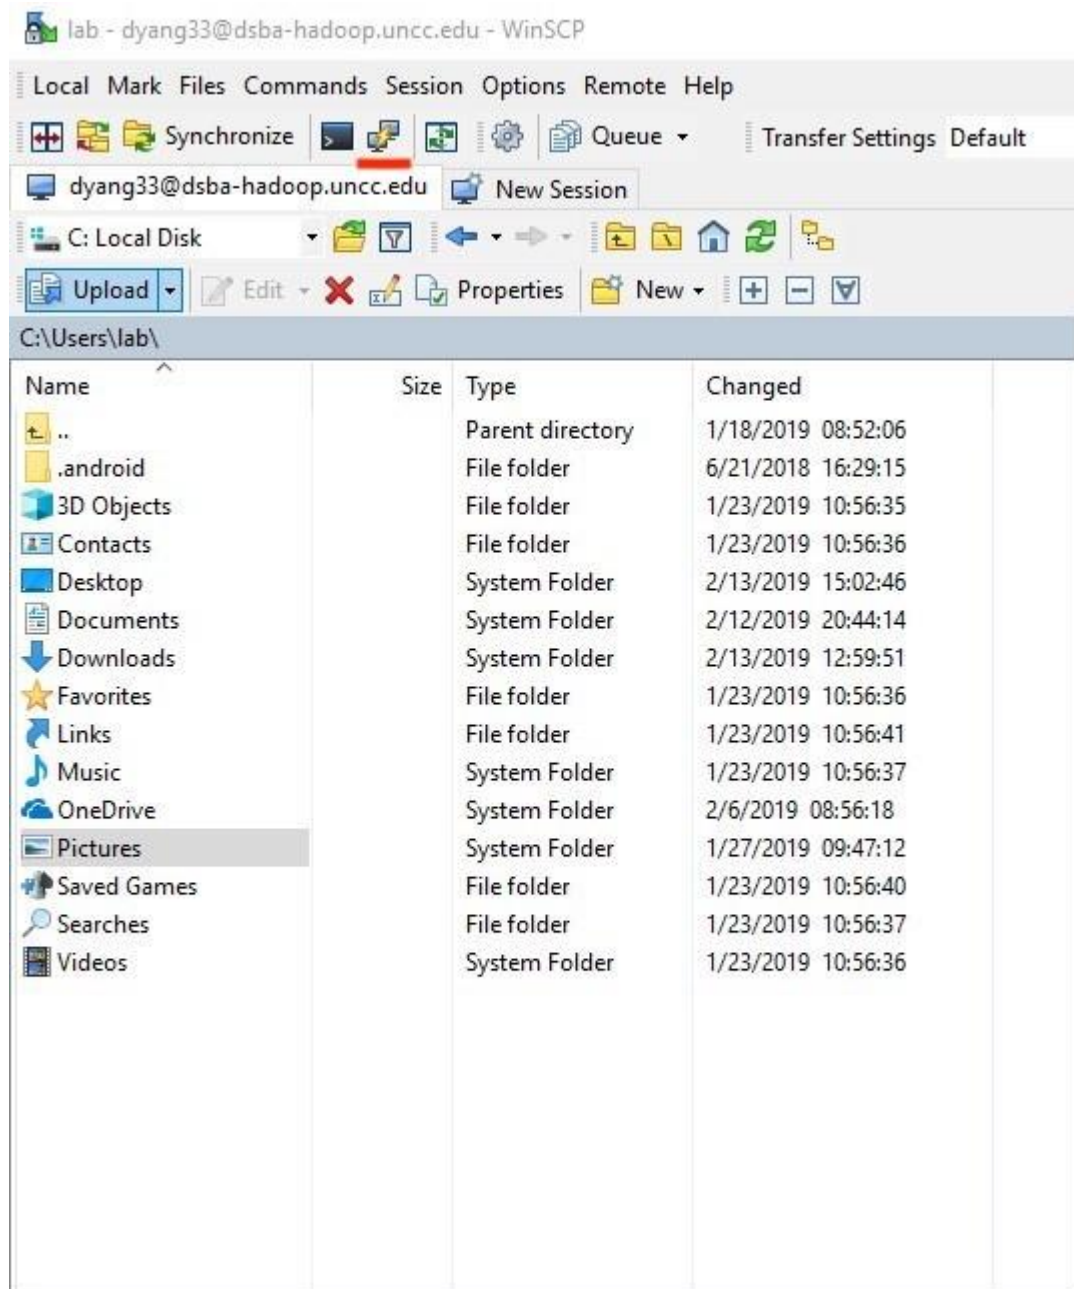 lab - dyang33@dsba-hadoop.uncc.edu - WinSCP
Local Mark Files Commands Session Options Remote Help
Synchronize Queue Transfer Settings Default
dyang33@dsba-hadoop.uncc.edu New Session
C: Local Disk
Upload Edit Properties New
C:\Users\lab\
Name Size Type Changed
.. Parent directory 1/18/2019 08:52:06
.android File folder 6/21/2018 16:29:15
3D Objects File folder 1/23/2019 10:56:35
Contacts File folder 1/23/2019 10:56:36
Desktop System Folder 2/13/2019 15:02:46
Documents System Folder 2/12/2019 20:44:14
Downloads System Folder 2/13/2019 12:59:51
Favorites File folder 1/23/2019 10:56:36
Links File folder 1/23/2019 10:56:41
Music System Folder 1/23/2019 10:56:37
OneDrive System Folder 2/6/2019 08:56:18
Pictures System Folder 1/27/2019 09:47:12
Saved Games File folder 1/23/2019 10:56:40
Searches File folder 1/23/2019 10:56:37
Videos System Folder 1/23/2019 10:56:36